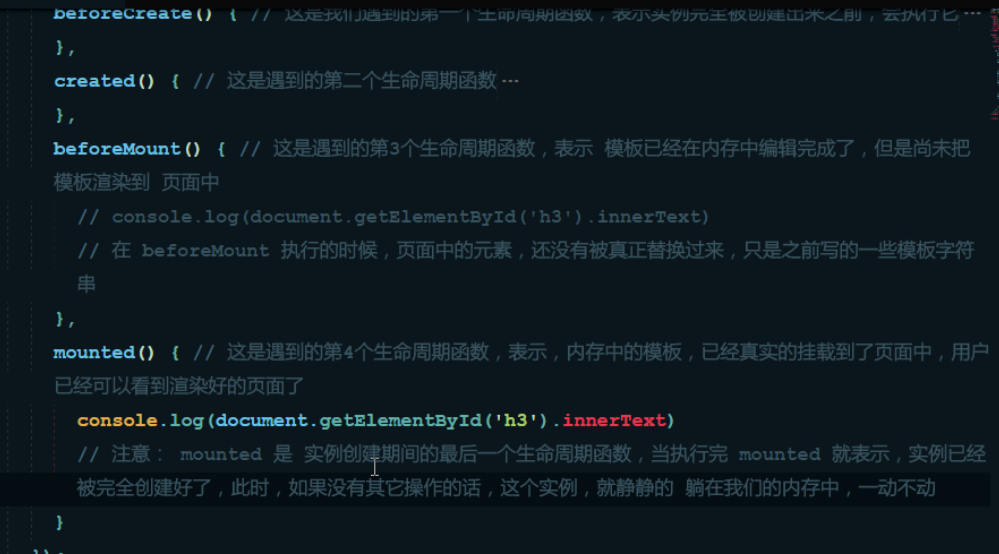 beforeCreate() { // 这是我们遇到的第一个生命周期函数，表示实例完全被创建出来之前，会执行它···
},
created() { // 这是遇到的第二个生命周期函数···
},
beforeMount() { // 这是遇到的第3个生命周期函数，表示 模板已经在内存中编辑完成了，但是尚未把
模板渲染到 页面中
// console.log(document.getElementById('h3').innerText)
// 在 beforeMount 执行的时候，页面中的元素，还没有被真正替换过来，只是之前写的一些模板字符
串
},
mounted() { // 这是遇到的第4个生命周期函数，表示，内存中的模板，已经真实的挂载到了页面中，用户
已经可以看到渲染好的页面了
console.log(document.getElementById('h3').innerText)
// 注意： mounted 是 实例创建期间的最后一个生命周期函数，当执行完 mounted 就表示，实例已经
被完全创建好了，此时，如果没有其它操作的话，这个实例，就静静的 躺在我们的内存中，一动不动
}
});